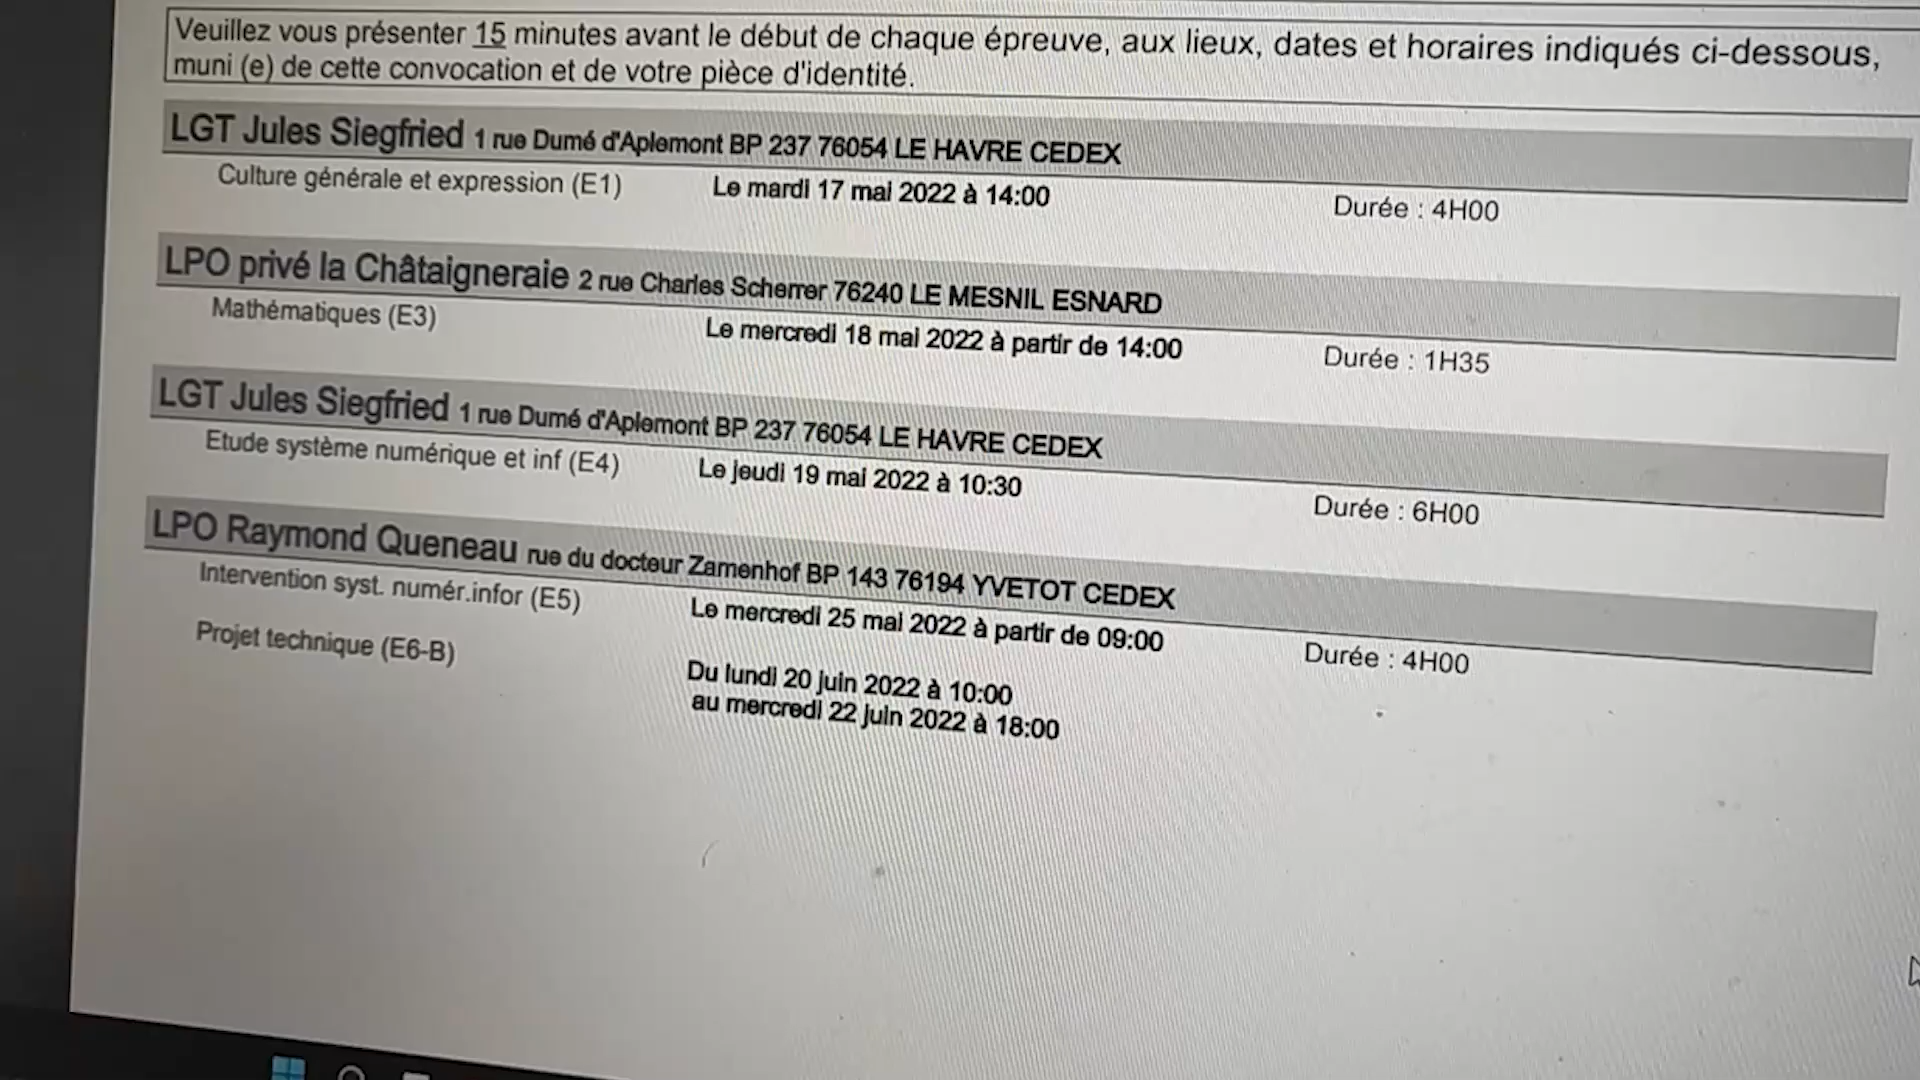 Veuillez vous présenter 15 minutes avant le début de chaque épreuve, aux lieux, dates et horaires indiqués ci-dessous,
muni (e) de cette convocation et de votre pièce d'identité.
LGT Jules Siegfried 1 rue Dumé d'Aplemont BP 237 76054 LE HAVRE CEDEX
Culture générale et expression (E1) Le mardi 17 mai 2022 à 14:00 Durée : 4H00
LPO privé la Châtaigneraie 2 rue Charles Scherrer 76240 LE MESNIL ESNARD
Mathématiques (E3) Le mercredi 18 mai 2022 à partir de 14:00 Durée : 1H35
LGT Jules Siegfried 1 rue Dumé d'Aplemont BP 237 76054 LE HAVRE CEDEX
Etude système numérique et inf (E4) Le jeudi 19 mai 2022 à 10:30 Durée : 6H00
LPO Raymond Queneau rue du docteur Zamenhof BP 143 76194 YVETOT CEDEX
Intervention syst. numér.infor (E5) Le mercredi 25 mai 2022 à partir de 09:00 Durée : 4H00
Projet technique (E6-B) Du lundi 20 juin 2022 à 10:00
au mercredi 22 juin 2022 à 18:00